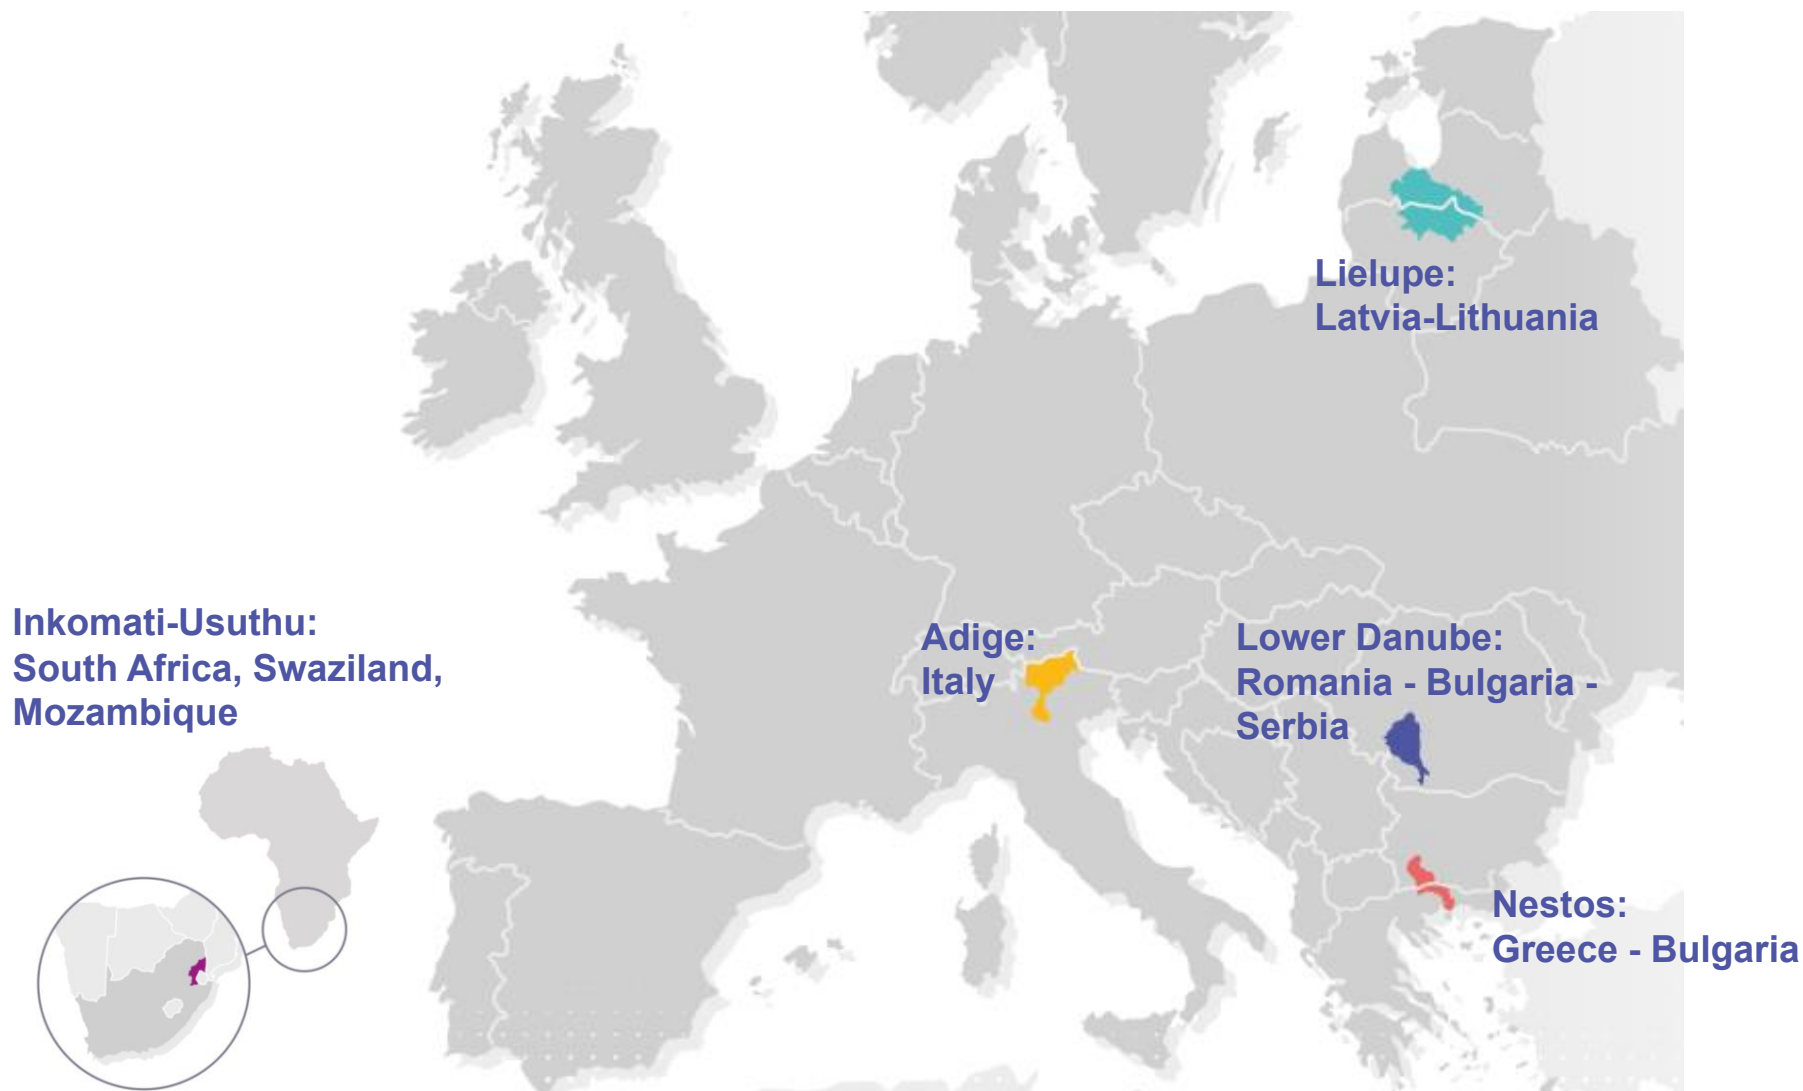 Lielupe:
Latvia-Lithuania
Inkomati-Usuthu:
South Africa, Swaziland,
Mozambique
Adige:
Italy
Lower Danube:
Romania - Bulgaria -
Serbia
Nestos:
Greece - Bulgaria